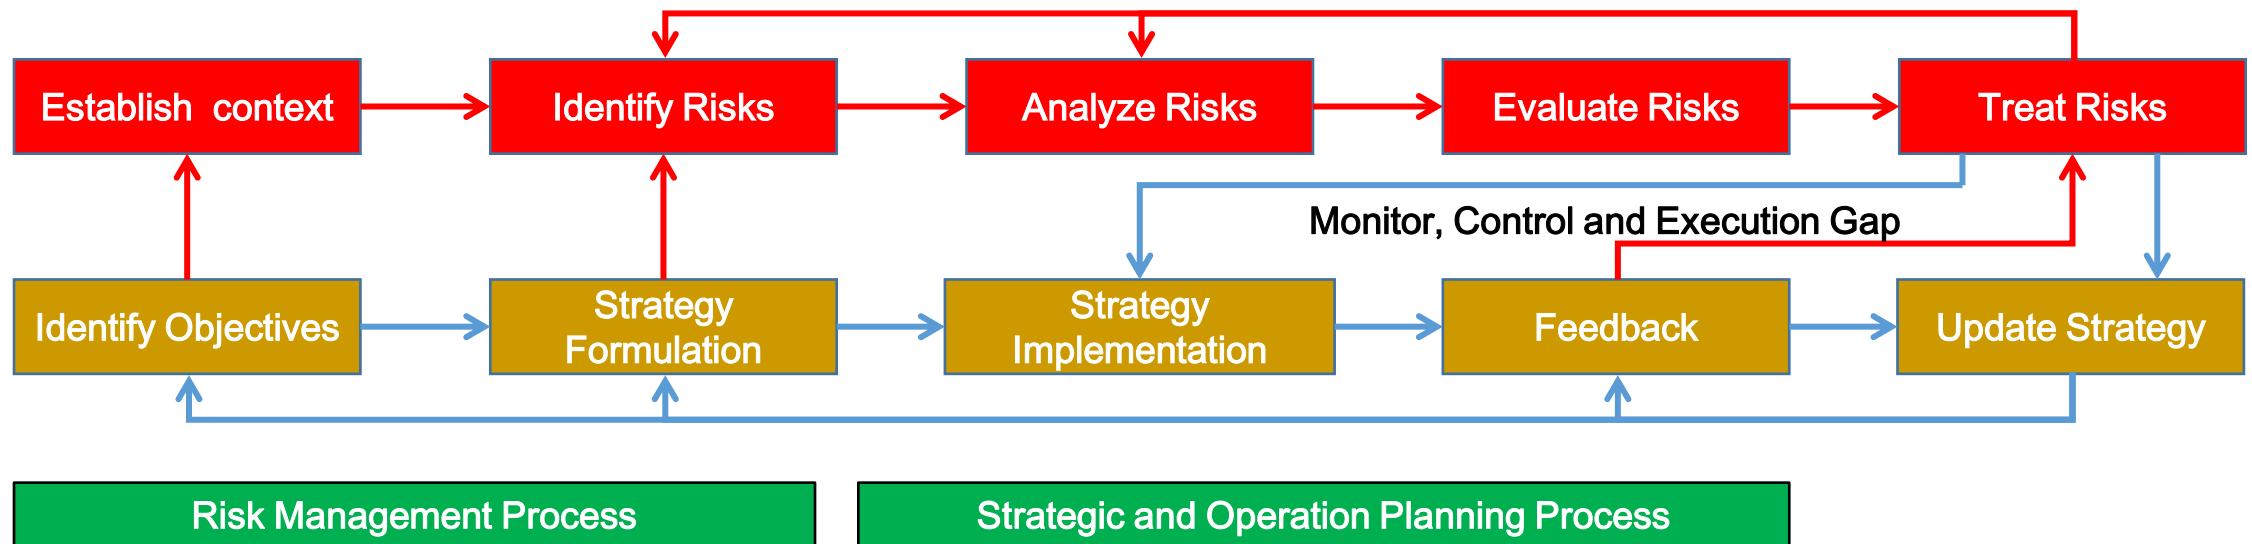 Establish  context
Identify Risks
Analyze Risks
Evaluate Risks
Treat Risks
Monitor, Control and Execution Gap
Identify Objectives
Strategy
Formulation
Strategy
Implementation
Feedback
Update Strategy
Risk Management Process
Strategic and Operation Planning Process